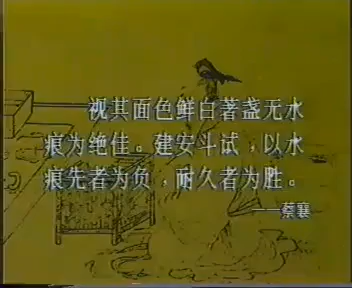 视其面色鲜白著盏无水
痕为绝佳。建安斗试，以水
痕先者为负，耐久者为胜。
——蔡襄